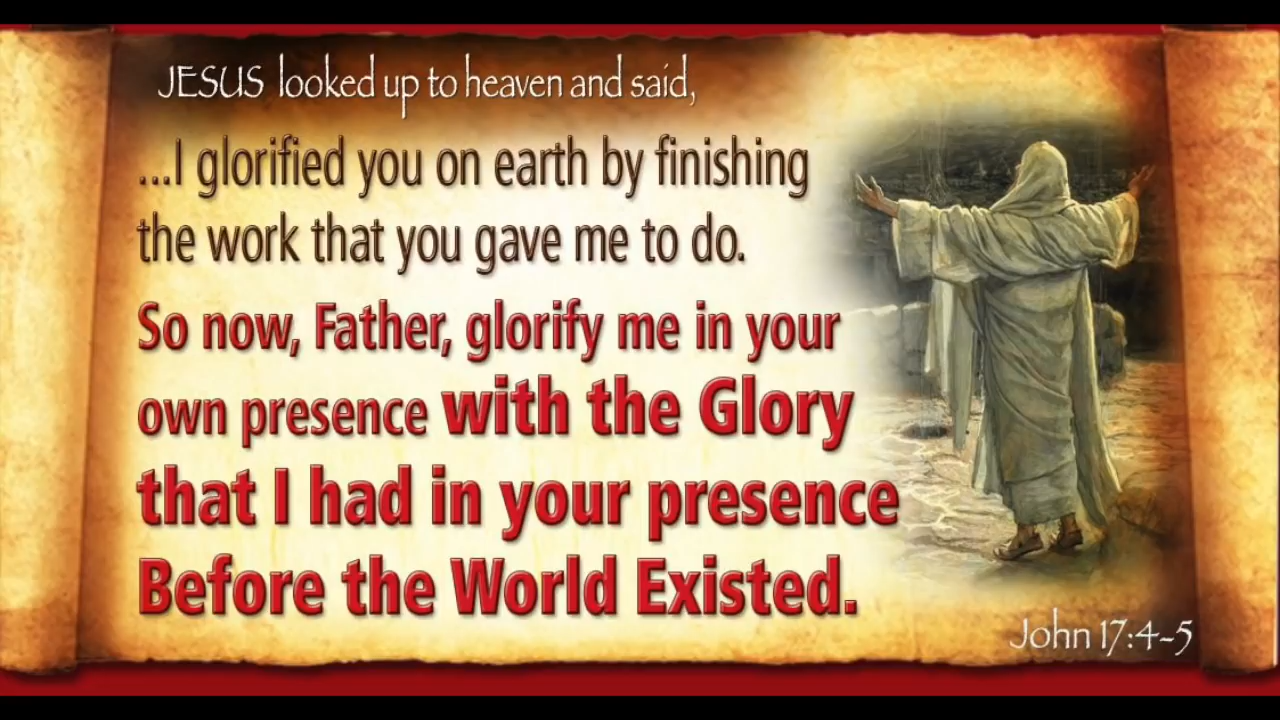 JESUS looked up to heaven and said,
...I glorified you on earth by finishing
the work that you gave me to do.
So now, Father, glorify me in your
own presence with the Glory
that I had in your presence
Before the World Existed.
John 17:4-5